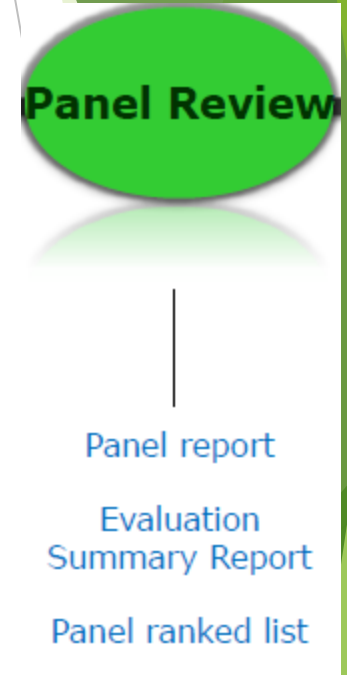 Panel Review
Panel report
Evaluation
Summary Report
Panel ranked list